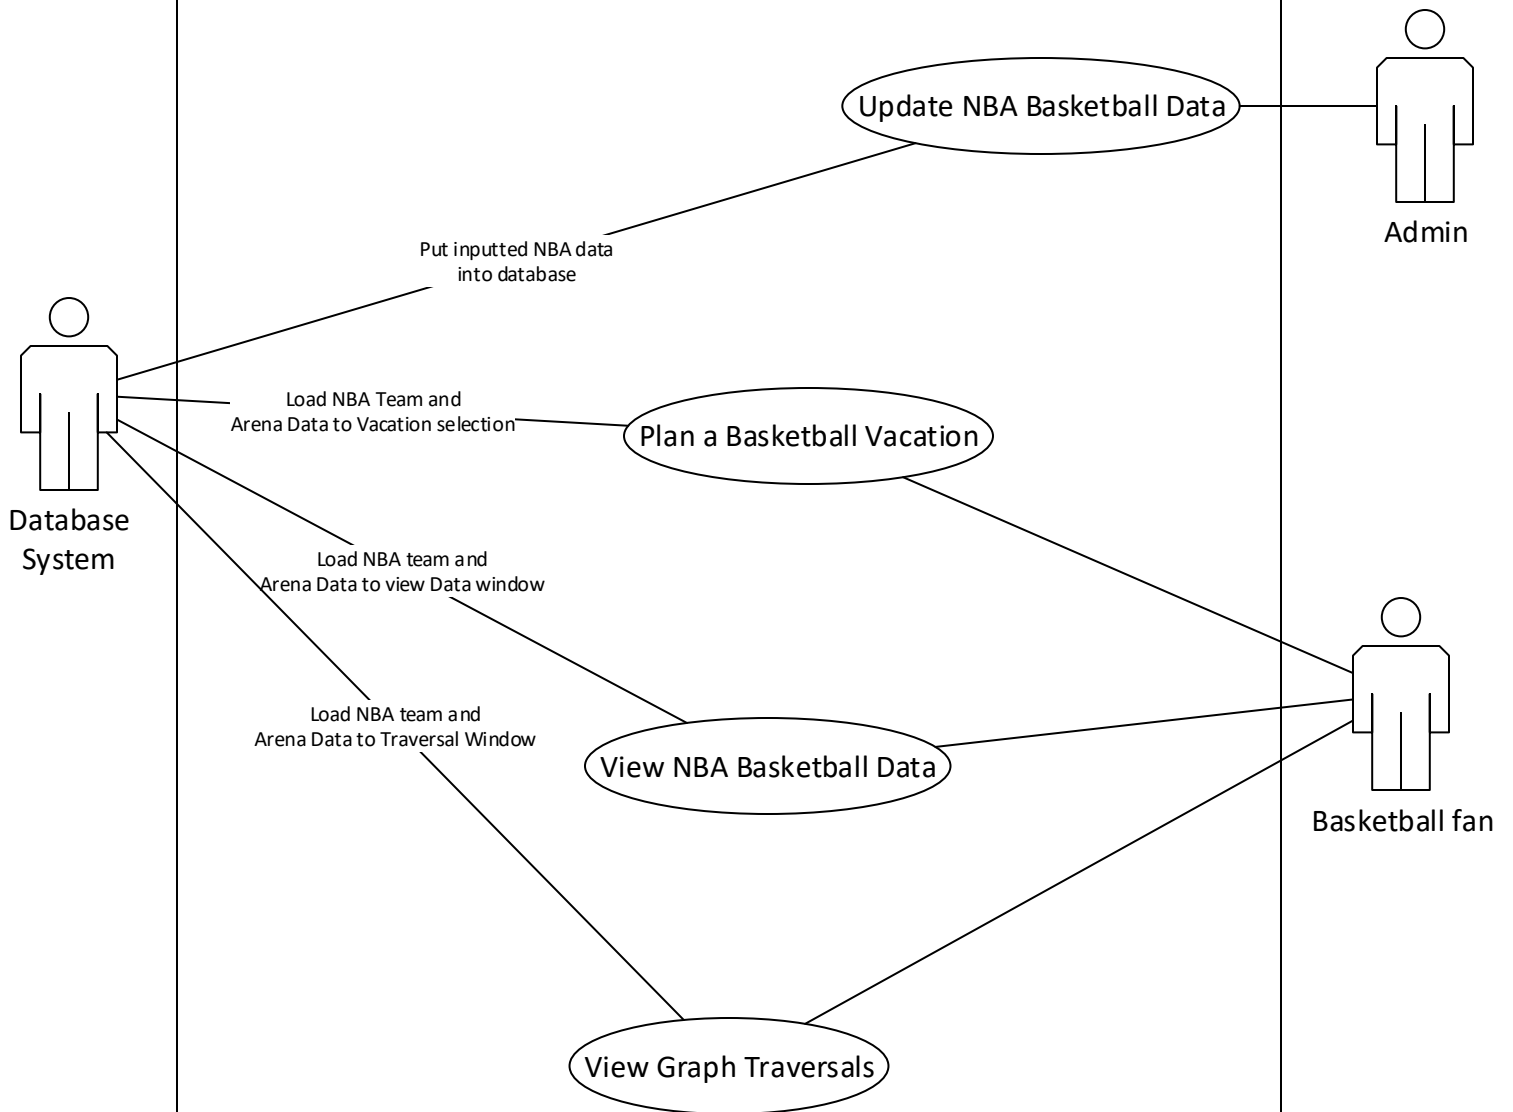 Update NBA Basketball Data
Admin
Put inputted NBA data
into database
Load NBA Team and
Arena Data to Vacation selection
Plan a Basketball Vacation
Database
System
Load NBA team and
Arena Data to view Data window
Load NBA team and
Arena Data to Traversal Window
View NBA Basketball Data
Basketball fan
View Graph Traversals